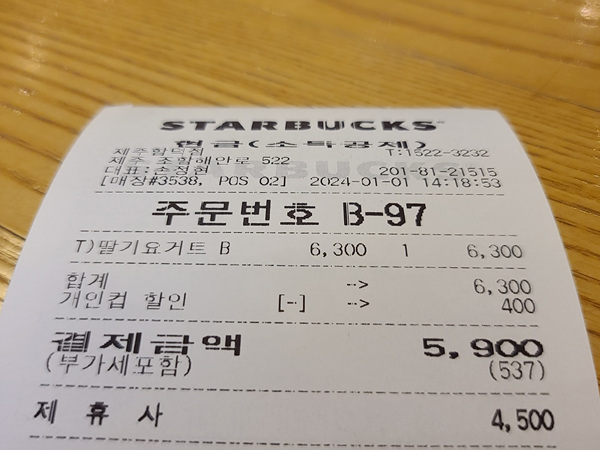 STARBUCKS
현금(소득공제)
제주함덕점 T:1522-3232
제주 조함해안로 522
대표:손정현 201-81-21515
[매장#3538, POS 02] 2024-01-01 14:18:53
주문번호 B-97
T)딸기요거트 B 6,300 1 6,300
합계 --> 6,300
개인컵 할인 [-] --> 400
결제금액 5,900
(부가세포함) (537)
제 휴 사 4,500